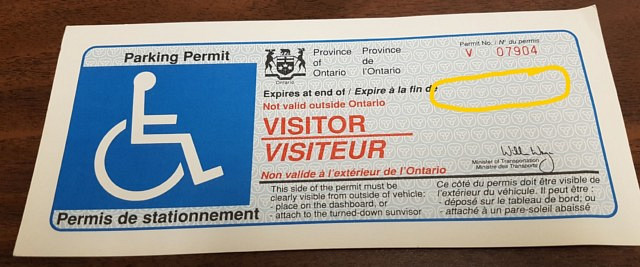 Parking Permit
Permis de stationnement
Ontario
Province of Ontario
Province de l'Ontario
Permit No. / N° du permis
V 07904
Expires at end of / Expire à la fin de
Not valid outside Ontario
VISITOR
VISITEUR
Non valide à l'extérieur de l'Ontario
Minister of Transportation
Ministre des Transports
This side of the permit must be
clearly visible from outside of vehicle:
- place on the dashboard, or
- attach to the turned-down sunvisor
Ce côté du permis doit être visible de
l'extérieur du véhicule. Il peut être :
- déposé sur le tableau de bord; ou
- attaché à un pare-soleil abaissé